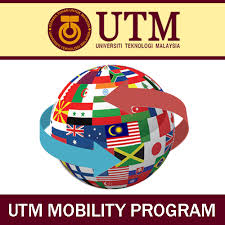 UTM
UNIVERSITI TEKNOLOGI MALAYSIA
UTM MOBILITY PROGRAM